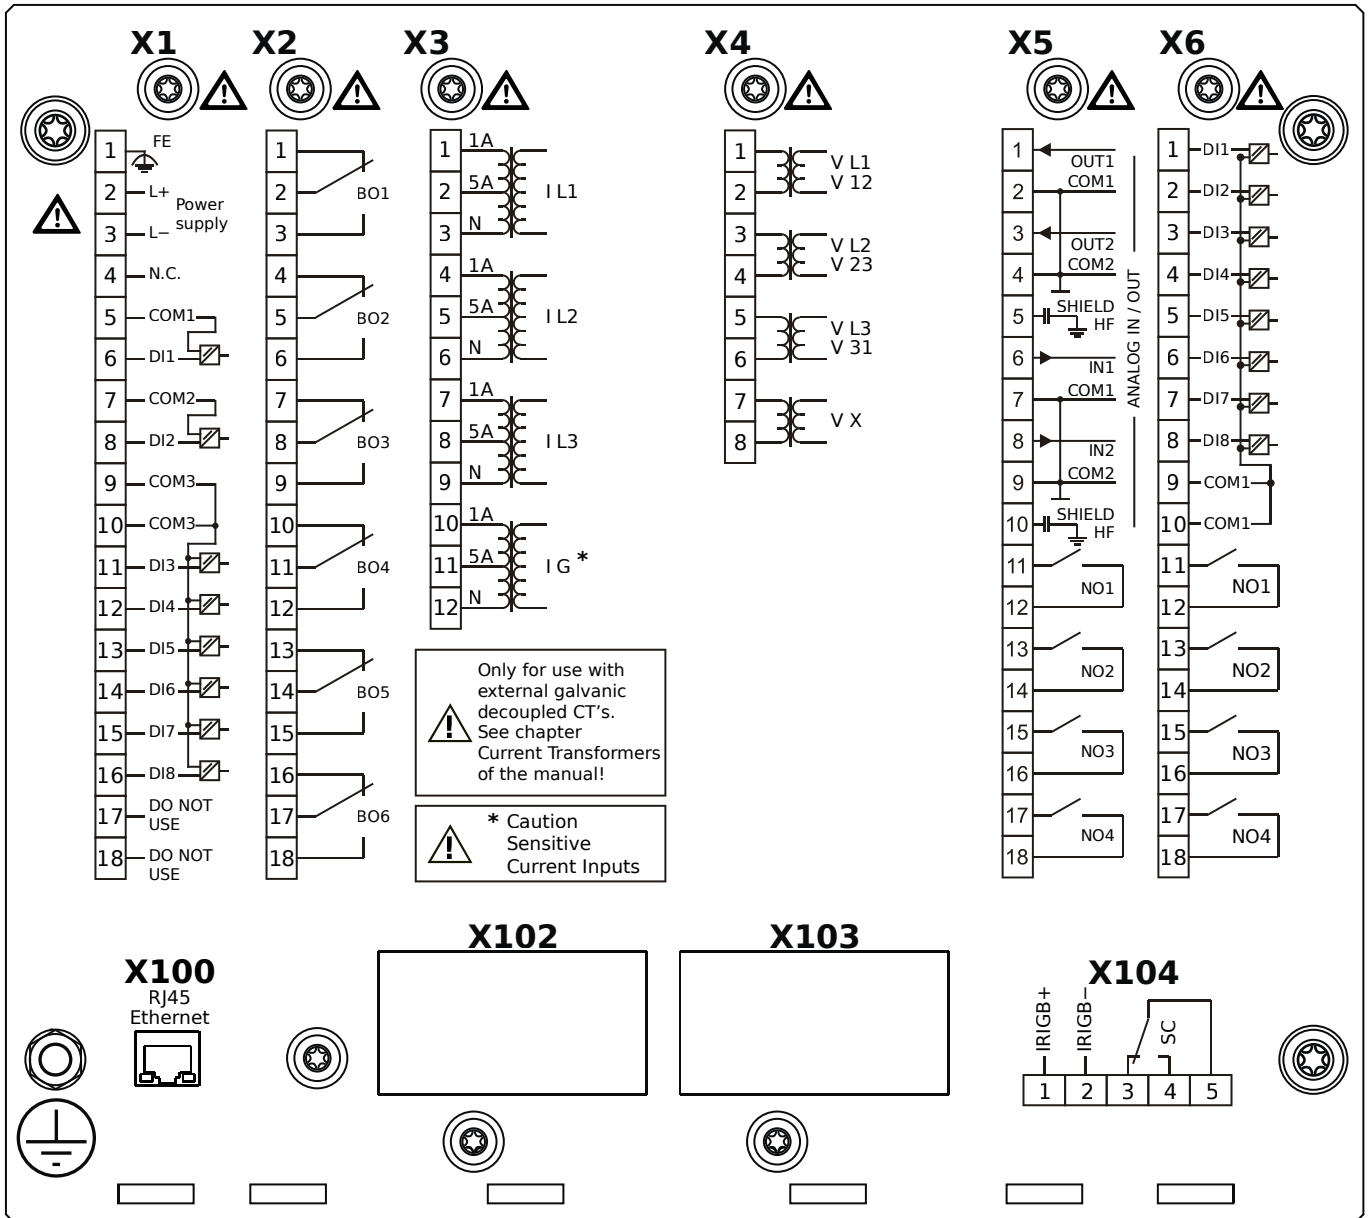 X1
X2
X3
X4
X5
X6
1 FE
2 L+
Power
supply
3 L−
4 N.C.
5 COM1
6 DI1
7 COM2
8 DI2
9 COM3
10 COM3
11 DI3
12 DI4
13 DI5
14 DI6
15 DI7
16 DI8
17 DO NOT
USE
18 DO NOT
USE
1
2 BO1
3
4
5 BO2
6
7
8 BO3
9
10
11 BO4
12
13
14 BO5
15
16
17 BO6
18
1 1A
2 5A I L1
3 N
4 1A
5 5A I L2
6 N
7 1A
8 5A I L3
9 N
10 1A
11 5A I G *
12 N
Only for use with
external galvanic
decoupled CT's.
See chapter
Current Transformers
of the manual!
* Caution
Sensitive
Current Inputs
1 V L1
2 V 12
3 V L2
4 V 23
5 V L3
6 V 31
7 V X
8
1 OUT1
2 COM1
3 OUT2
4 COM2
5 SHIELD
HF
6 IN1
7 COM1
8 IN2
9 COM2
10 SHIELD
HF
ANALOG IN / OUT
11 NO1
12
13 NO2
14
15 NO3
16
17 NO4
18
1 DI1
2 DI2
3 DI3
4 DI4
5 DI5
6 DI6
7 DI7
8 DI8
9 COM1
10 COM1
11 NO1
12
13 NO2
14
15 NO3
16
17 NO4
18
X100
RJ45
Ethernet
X102
X103
X104
IRIGB+
IRIGB−
SC
1 2 3 4 5